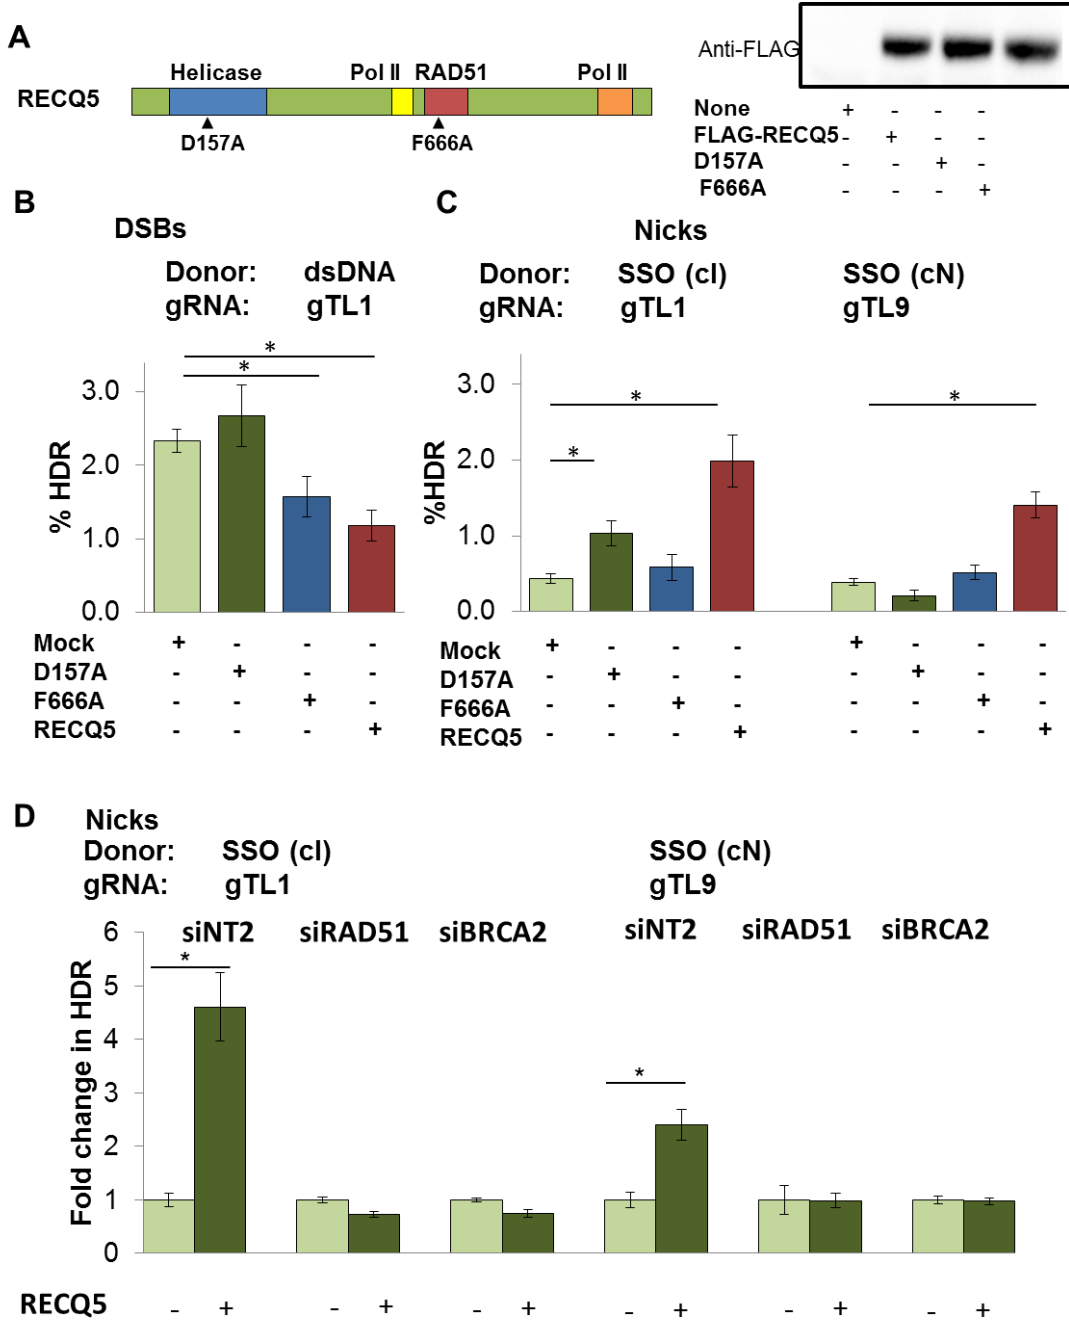 A
Helicase Pol II RAD51 Pol II
RECQ5
D157A F666A
Anti-FLAG
None + - - -
FLAG-RECQ5 - + - -
D157A - - + -
F666A - - - +
B
DSBs
Donor: dsDNA
gRNA: gTL1
*
*
% HDR
3.0
2.0
1.0
0.0
Mock + - - -
D157A - + - -
F666A - - + -
RECQ5 - - - +
C
Nicks
Donor: SSO (cI) SSO (cN)
gRNA: gTL1 gTL9
* *
*
%HDR
3.0
2.0
1.0
0.0
Mock + - - - + - - -
D157A - + - - - + - -
F666A - - + - - - + -
RECQ5 - - - + - - - +
D
Nicks
Donor: SSO (cI) SSO (cN)
gRNA: gTL1 gTL9
siNT2 siRAD51 siBRCA2 siNT2 siRAD51 siBRCA2
*
*
Fold change in HDR
6
5
4
3
2
1
0
RECQ5 - + - + - + - + - + - +